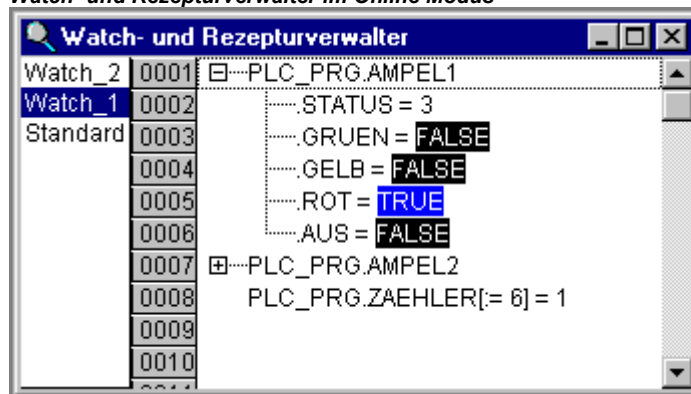 Watch- und Rezepturverwalter im Online Modus
Watch- und Rezepturverwalter
Watch_2 0001 PLC_PRG.AMPEL1
Watch_1 0002 .STATUS = 3
Standard 0003 .GRUEN = FALSE
0004 .GELB = FALSE
0005 .ROT = TRUE
0006 .AUS = FALSE
0007 PLC_PRG.AMPEL2
0008 PLC_PRG.ZAEHLER[:= 6] = 1
0009
0010